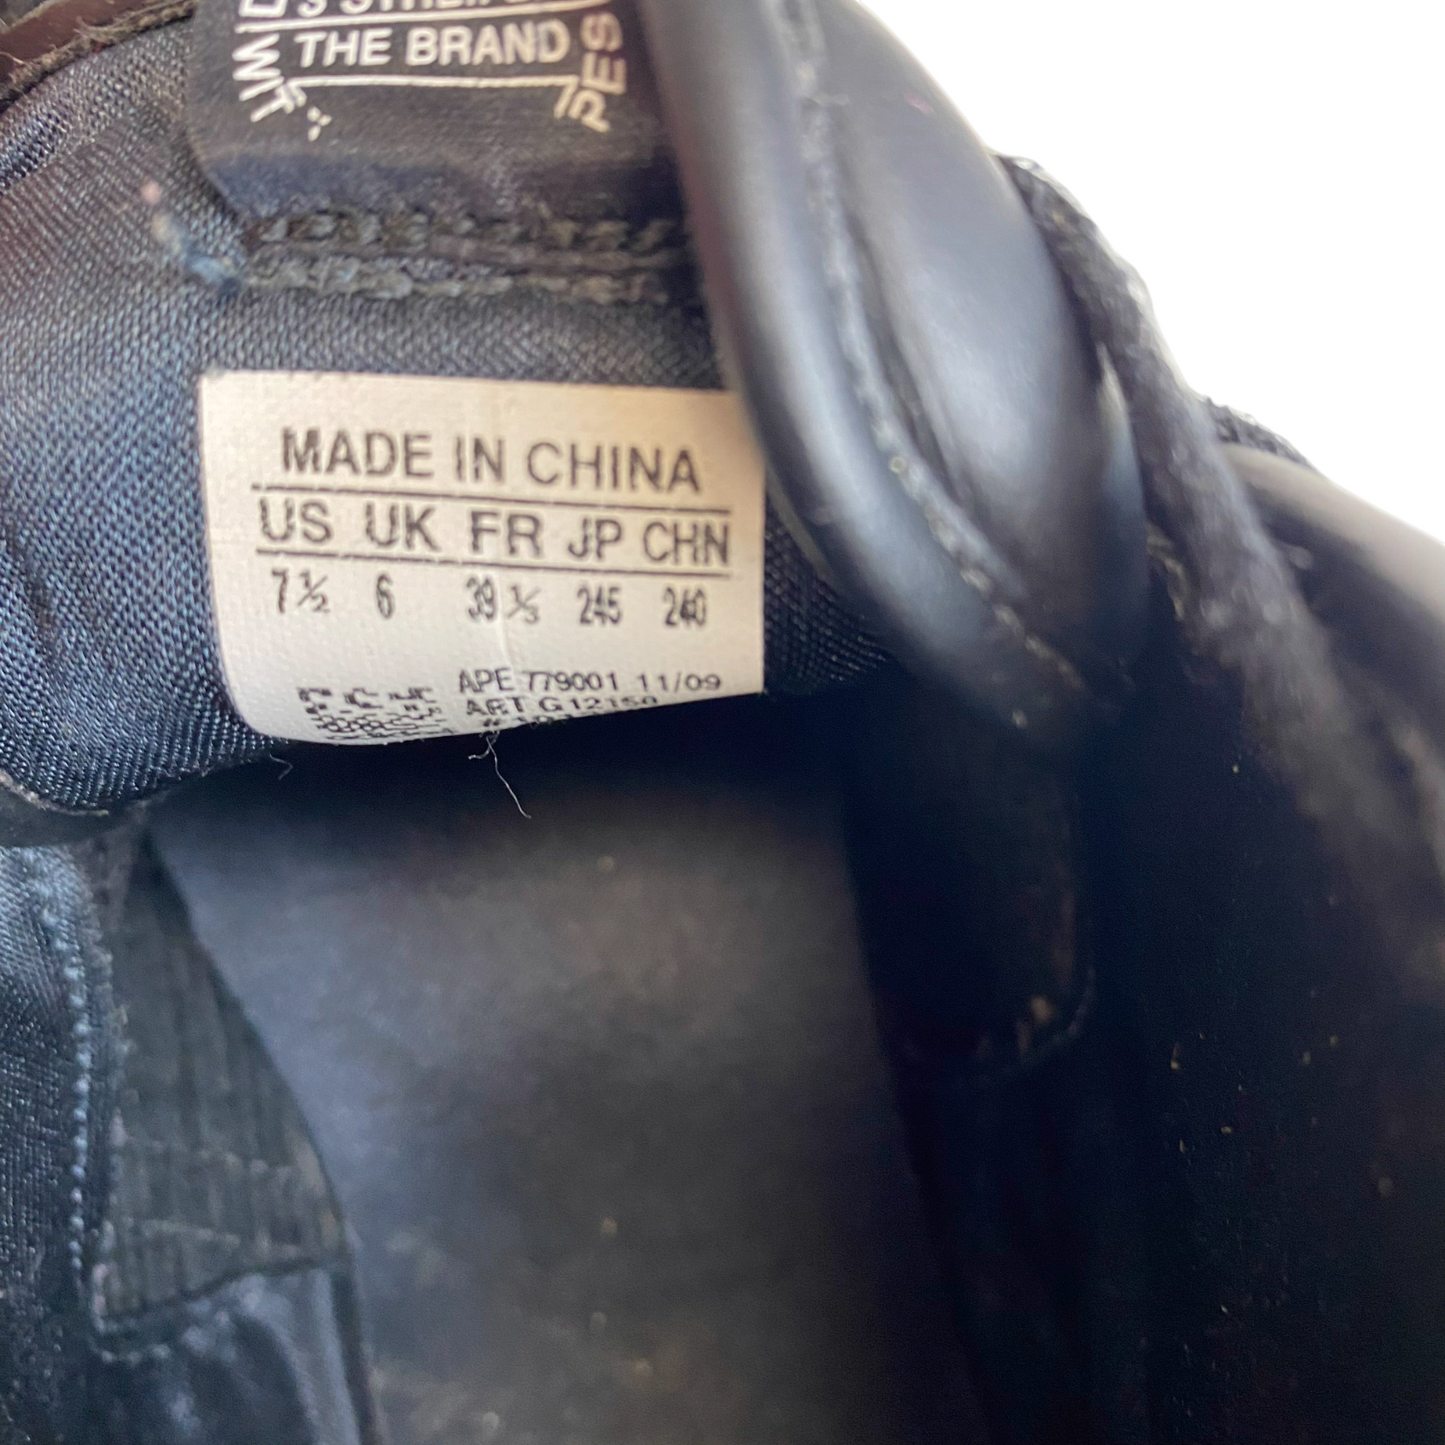 THE BRAND
PES
MADE IN CHINA
US UK FR JP CHN
7½ 6 39⅓ 245 240
APE 779001 11/09
ART G12150